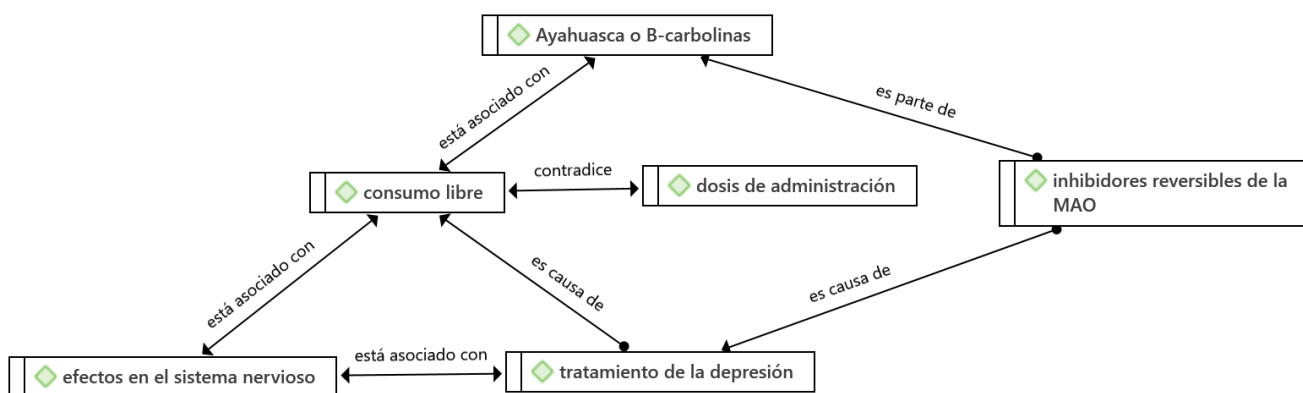 Ayahuasca o B-carbolinas
está asociado con
es parte de
contradice
consumo libre
dosis de administración
inhibidores reversibles de la
MAO
está asociado con
es causa de
es causa de
está asociado con
efectos en el sistema nervioso
tratamiento de la depresión